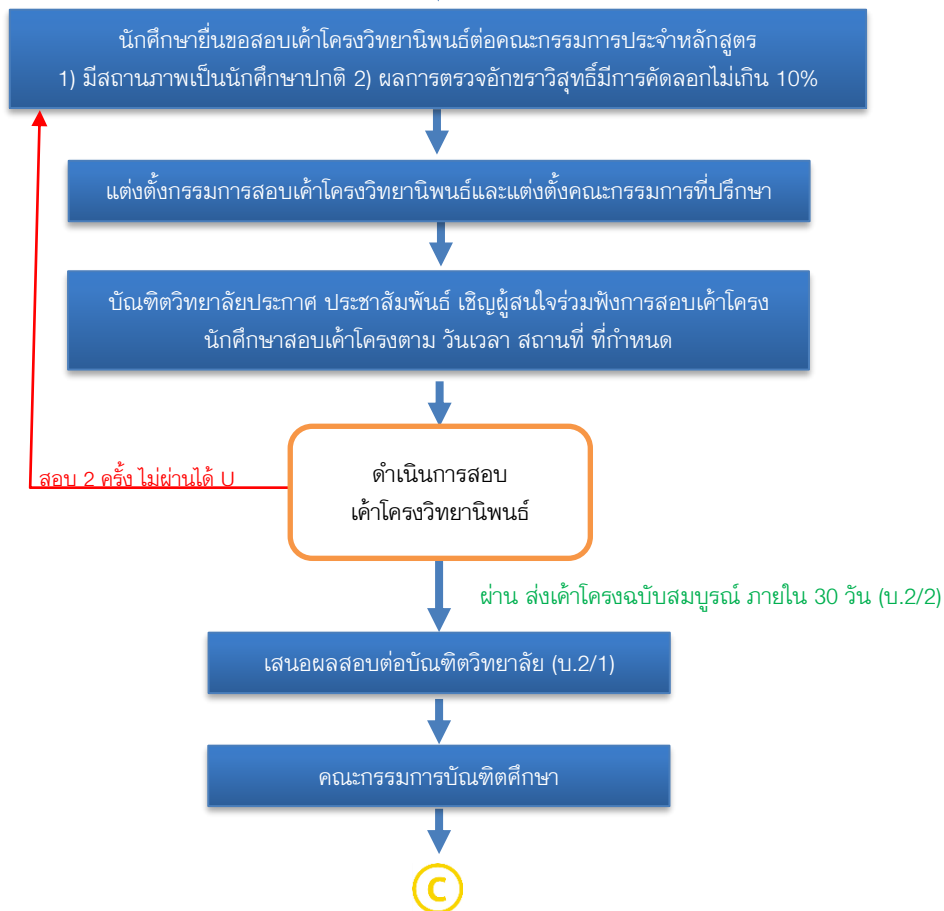 นักศึกษายื่นขอสอบเค้าโครงวิทยานิพนธ์ต่อคณะกรรมการประจำหลักสูตร
1) มีสถานภาพเป็นนักศึกษาปกติ 2) ผลการตรวจอักขราวิสุทธิ์มีการคัดลอกไม่เกิน 10%
แต่งตั้งกรรมการสอบเค้าโครงวิทยานิพนธ์และแต่งตั้งคณะกรรมการที่ปรึกษา
บัณฑิตวิทยาลัยประกาศ ประชาสัมพันธ์ เชิญผู้สนใจร่วมฟังการสอบเค้าโครง
นักศึกษาสอบเค้าโครงตาม วันเวลา สถานที่ ที่กำหนด
สอบ 2 ครั้ง ไม่ผ่านได้ U
ดำเนินการสอบ
เค้าโครงวิทยานิพนธ์
ผ่าน ส่งเค้าโครงฉบับสมบูรณ์ ภายใน 30 วัน (บ.2/2)
เสนอผลสอบต่อบัณฑิตวิทยาลัย (บ.2/1)
คณะกรรมการบัณฑิตศึกษา
C